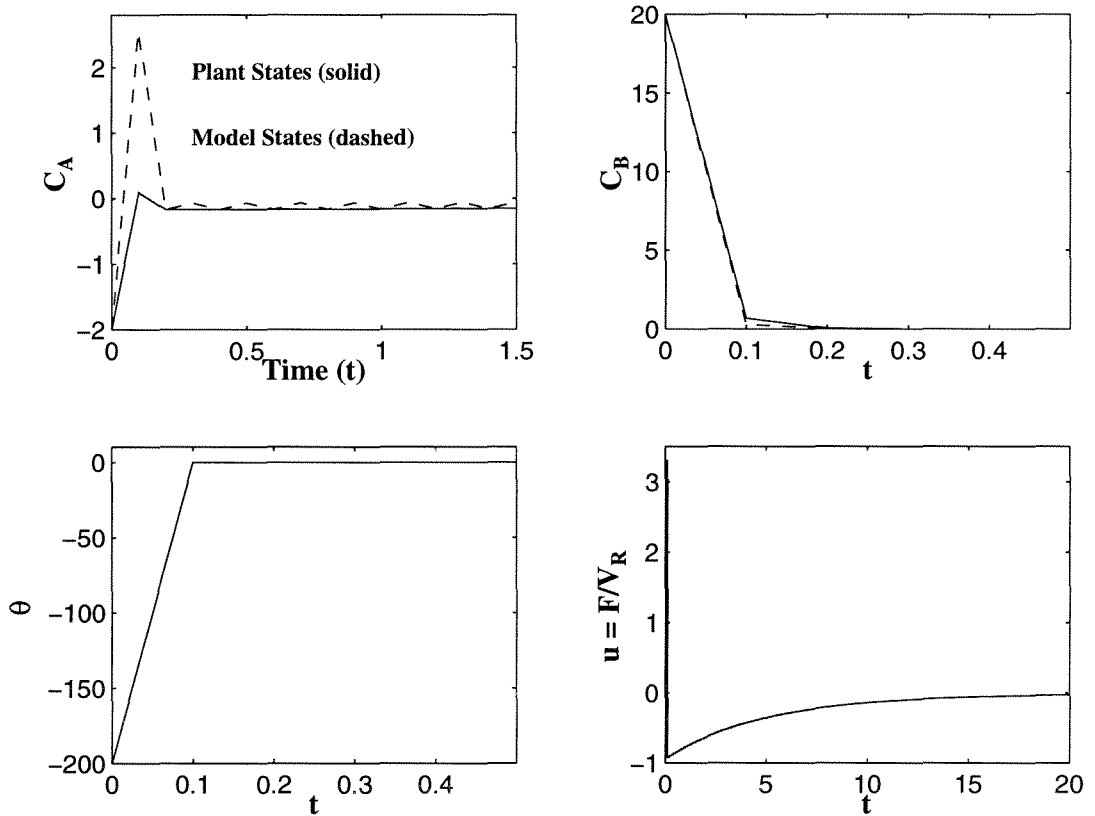 2
1
0
−1
−2
C_A
Plant States (solid)
Model States (dashed)
0 0.5 1 1.5
Time (t)
20
15
10
5
0
C_B
0 0.1 0.2 0.3 0.4
t
0
−50
−100
−150
−200
θ
0 0.1 0.2 0.3 0.4
t
3
2
1
0
−1
u = F/V_R
0 5 10 15 20
t